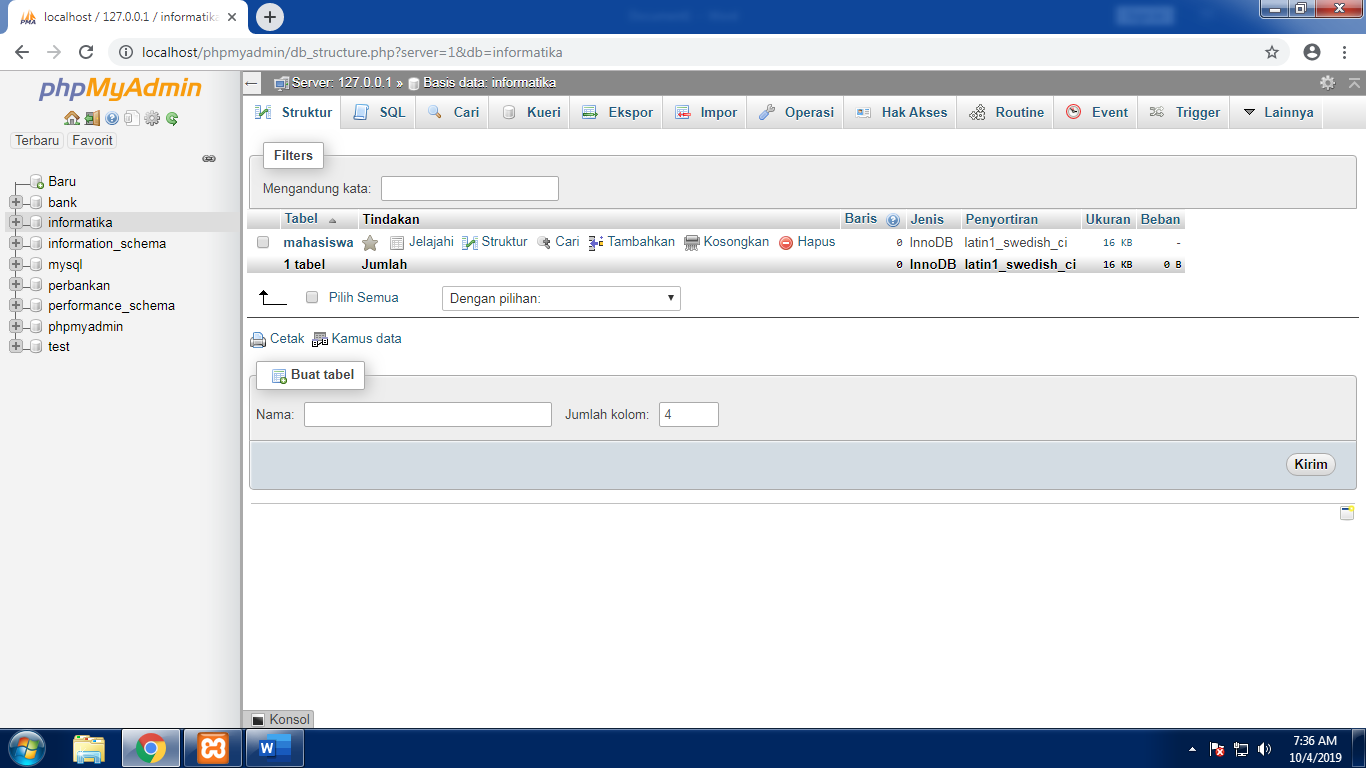 localhost / 127.0.0.1 / informatika
localhost/phpmyadmin/db_structure.php?server=1&db=informatika
phpMyAdmin
Terbaru Favorit
Baru
bank
informatika
information_schema
mysql
perbankan
performance_schema
phpmyadmin
test
Server: 127.0.0.1 » Basis data: informatika
Struktur SQL Cari Kueri Ekspor Impor Operasi Hak Akses Routine Event Trigger Lainnya
Filters
Mengandung kata:
Tabel Tindakan Baris Jenis Penyortiran Ukuran Beban
mahasiswa Jelajahi Struktur Cari Tambahkan Kosongkan Hapus 0 InnoDB latin1_swedish_ci 16 KB -
1 tabel Jumlah 0 InnoDB latin1_swedish_ci 16 KB 0 B
Pilih Semua Dengan pilihan:
Cetak Kamus data
Buat tabel
Nama: Jumlah kolom: 4
Kirim
Konsol
7:36 AM
10/4/2019